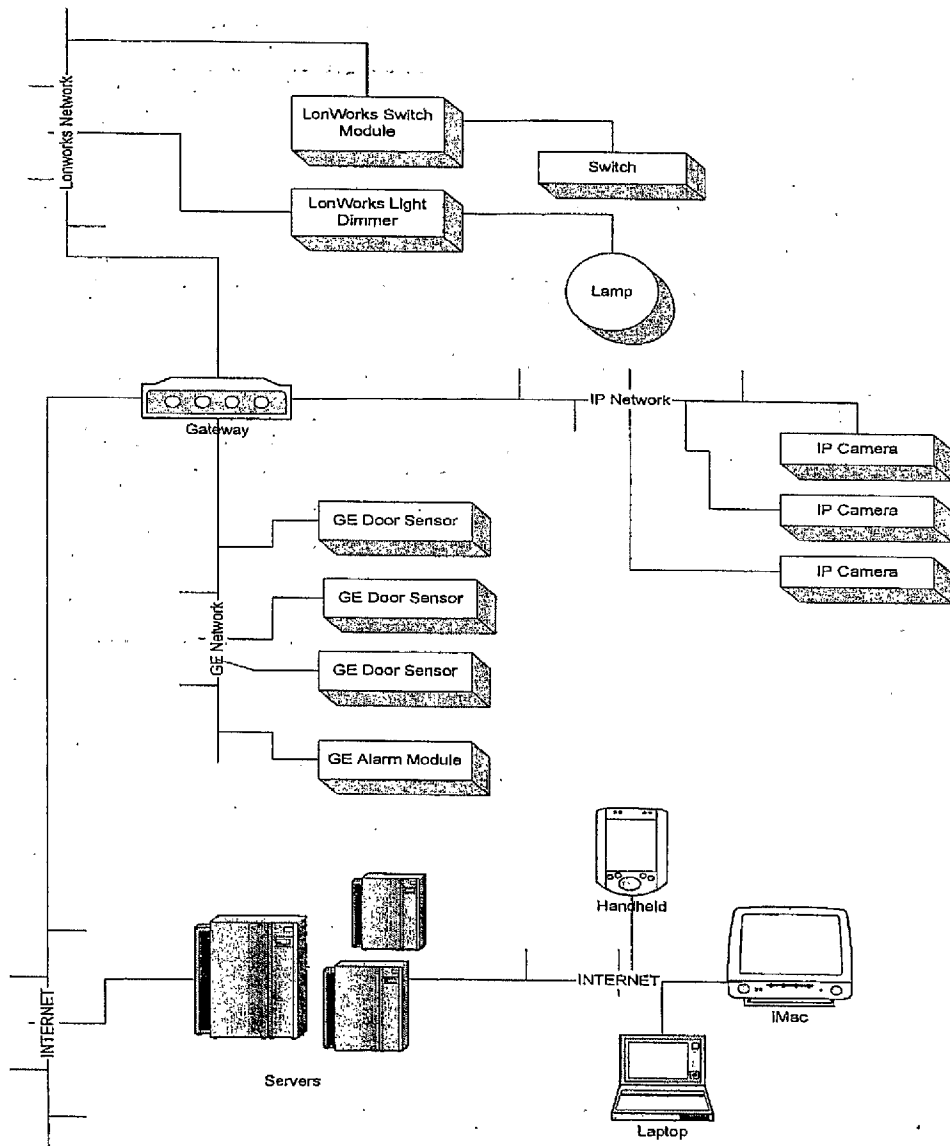 Lonworks Network
LonWorks Switch
Module
Switch
LonWorks Light
Dimmer
Lamp
Gateway
IP Network
IP Camera
IP Camera
IP Camera
GE Network
GE Door Sensor
GE Door Sensor
GE Door Sensor
GE Alarm Module
Handheld
INTERNET
iMac
INTERNET
Servers
Laptop